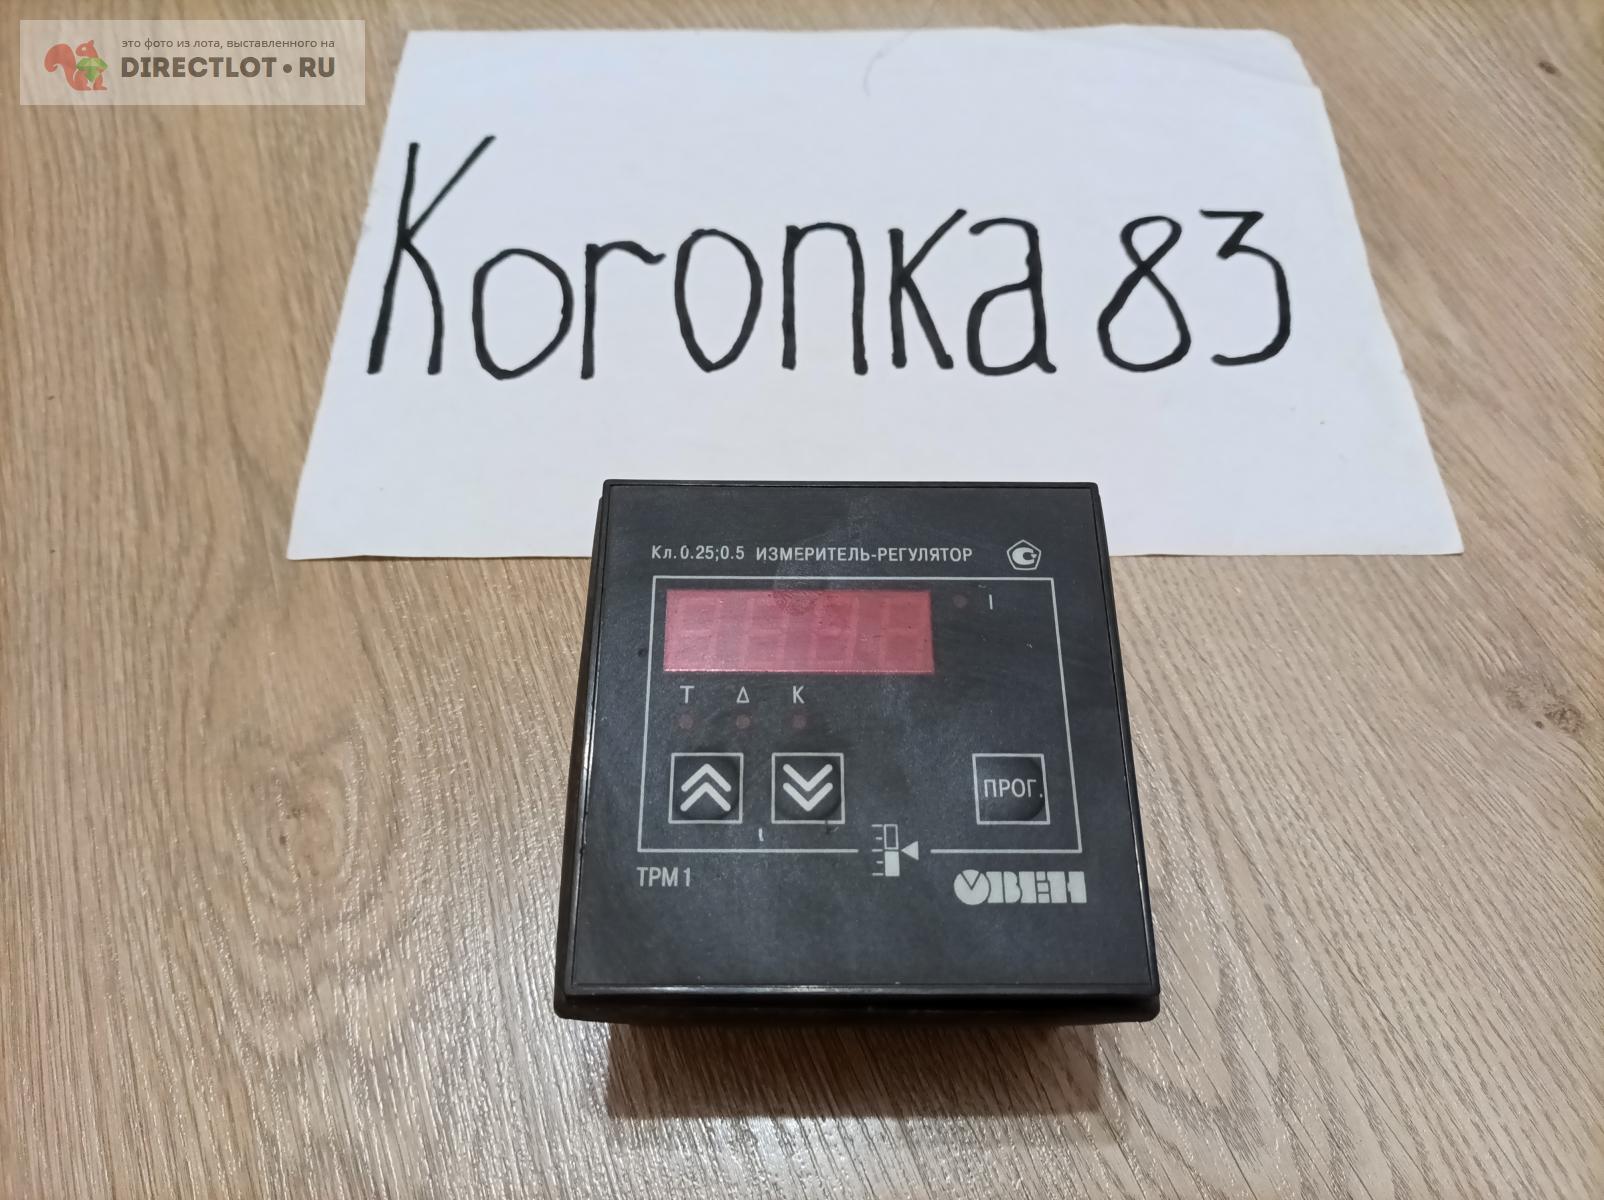 это фото из лота, выставленного на
DIRECTLOT•RU
Koronka 83
Кл. 0.25;0.5 ИЗМЕРИТЕЛЬ-РЕГУЛЯТОР
I
T Δ K
ПРОГ.
ТРМ1
ОВЕН